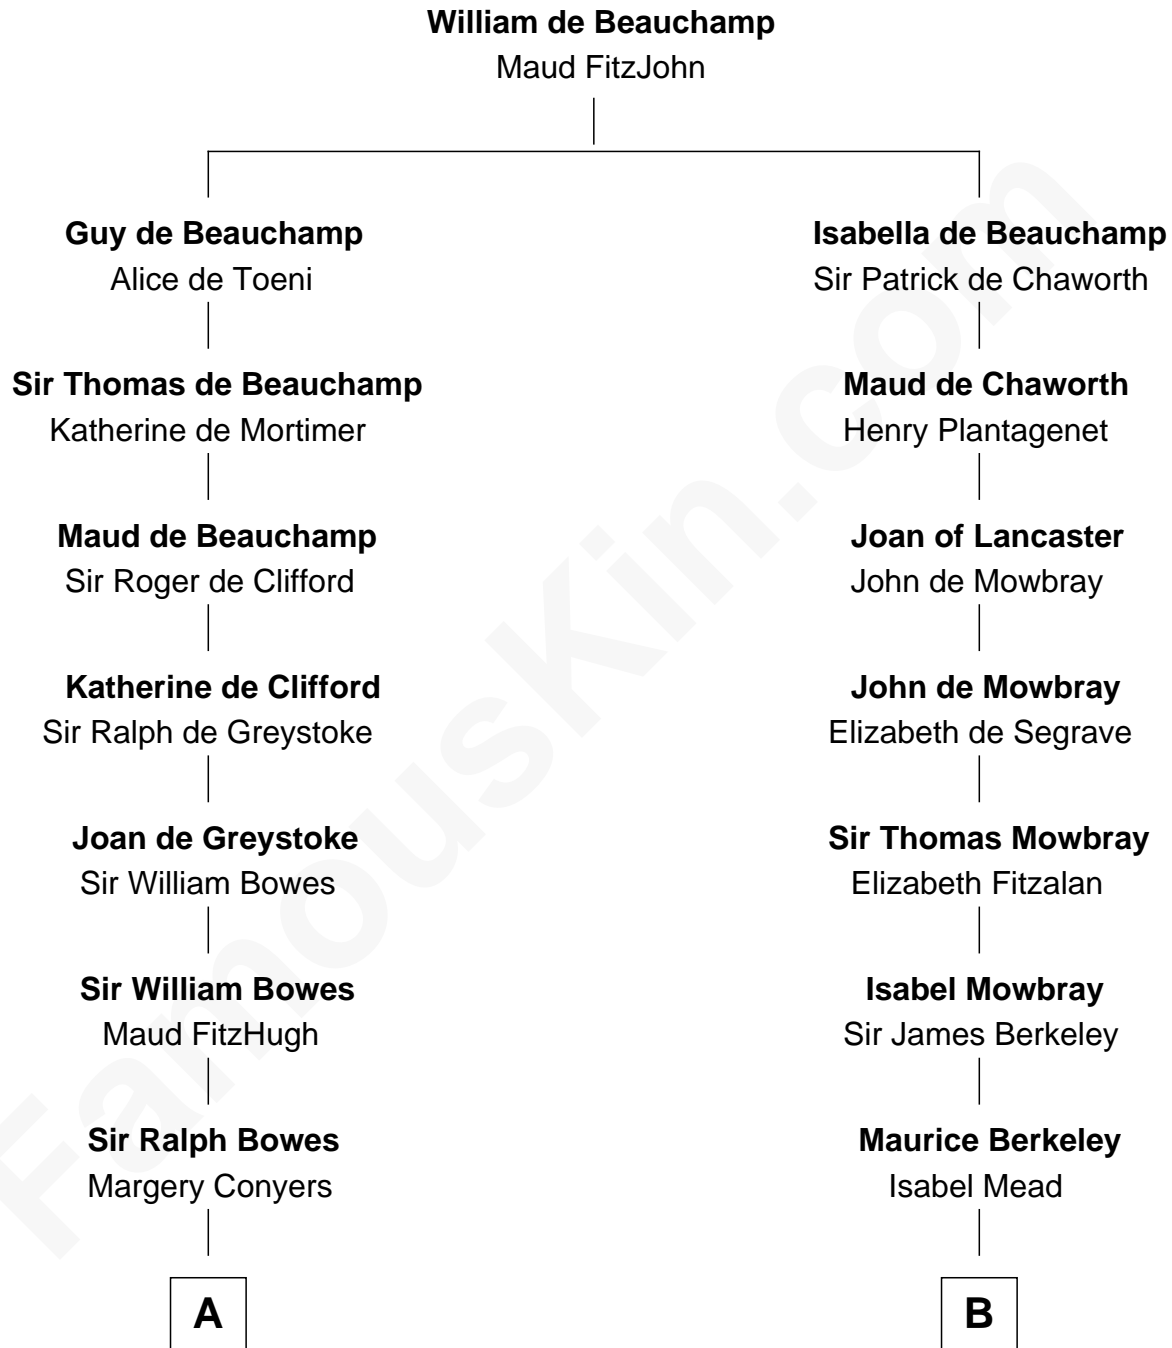 William de Beauchamp
Maud FitzJohn
Guy de Beauchamp
Alice de Toeni
Sir Thomas de Beauchamp
Katherine de Mortimer
Maud de Beauchamp
Sir Roger de Clifford
Katherine de Clifford
Sir Ralph de Greystoke
Joan de Greystoke
Sir William Bowes
Sir William Bowes
Maud FitzHugh
Sir Ralph Bowes
Margery Conyers
A
Isabella de Beauchamp
Sir Patrick de Chaworth
Maud de Chaworth
Henry Plantagenet
Joan of Lancaster
John de Mowbray
John de Mowbray
Elizabeth de Segrave
Sir Thomas Mowbray
Elizabeth Fitzalan
Isabel Mowbray
Sir James Berkeley
Maurice Berkeley
Isabel Mead
B
FamousKin.com